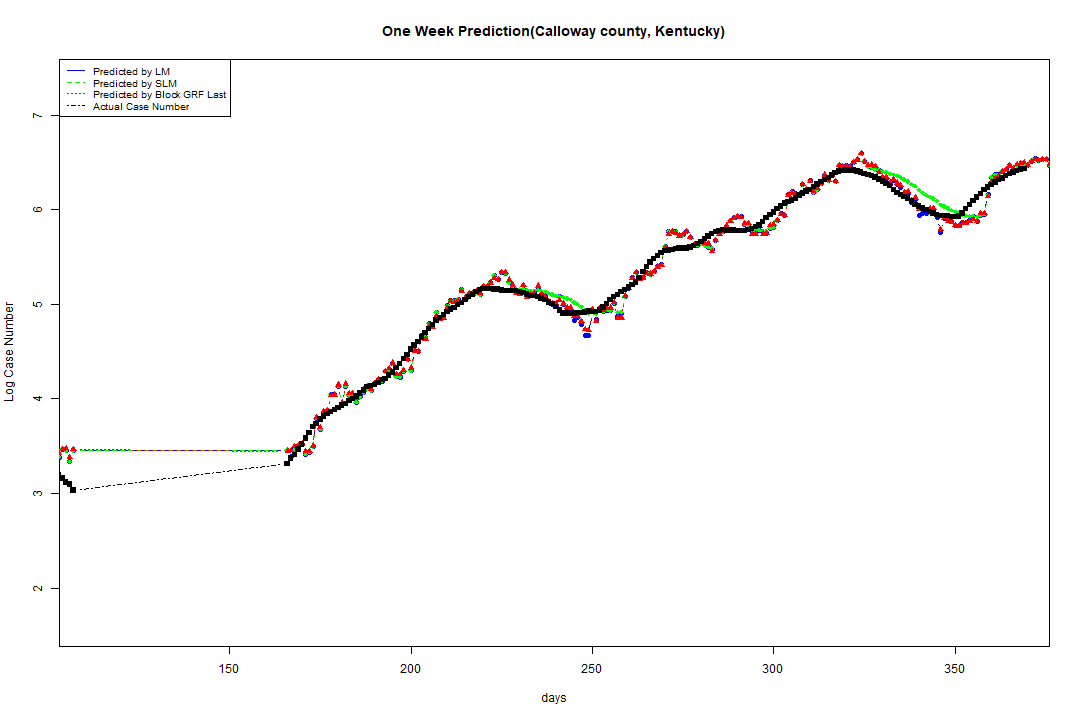 One Week Prediction(Calloway county, Kentucky)
Predicted by LM
Predicted by SLM
Predicted by Block GRF Last
Actual Case Number
7
6
5
4
3
2
Log Case Number
150 200 250 300 350
days